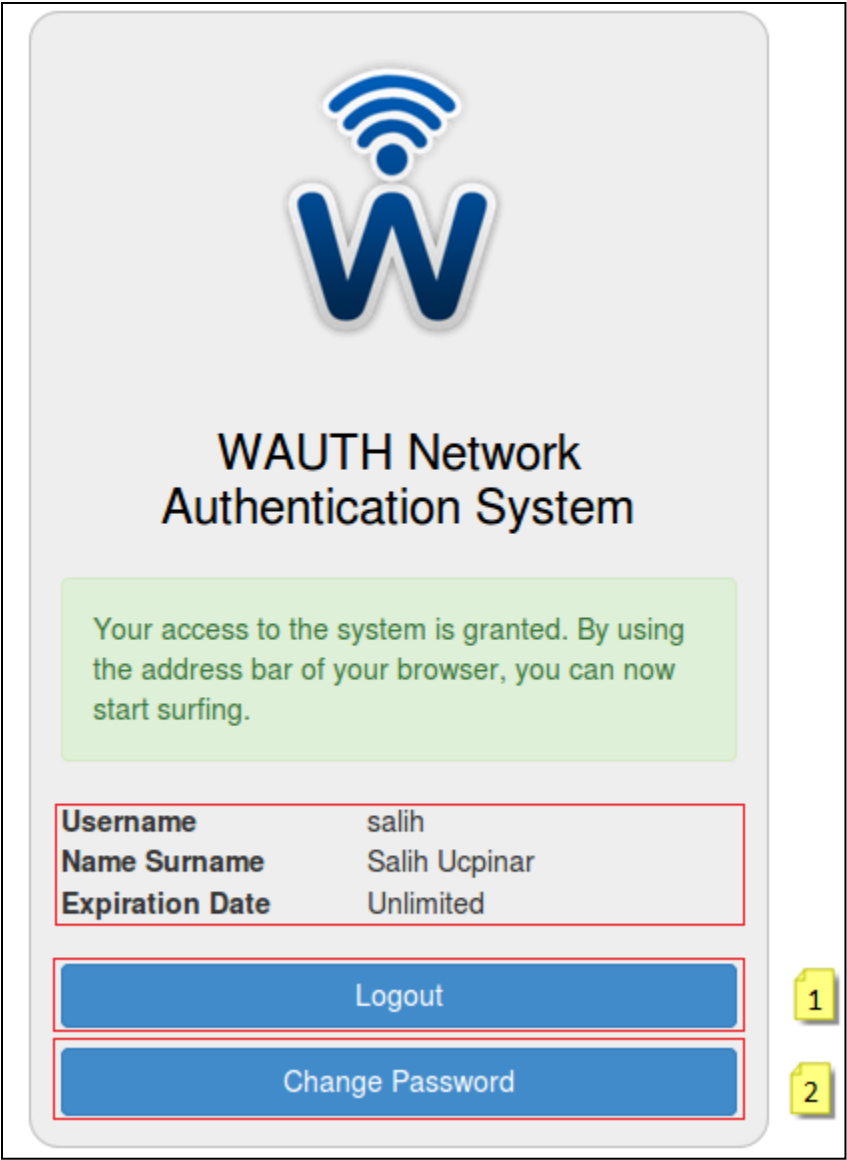 W
WAUTH Network
Authentication System
Your access to the system is granted. By using
the address bar of your browser, you can now
start surfing.
Username salih
Name Surname Salih Ucpinar
Expiration Date Unlimited
Logout
1
Change Password
2